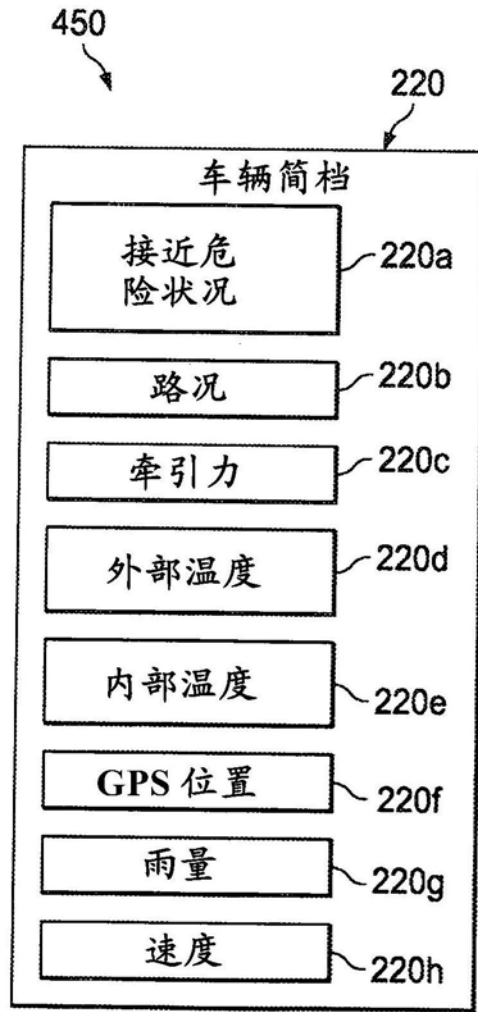 450
220
车辆简档
接近危
险状况
220a
路况
220b
牵引力
220c
外部温度
220d
内部温度
220e
GPS 位置
220f
雨量
220g
速度
220h